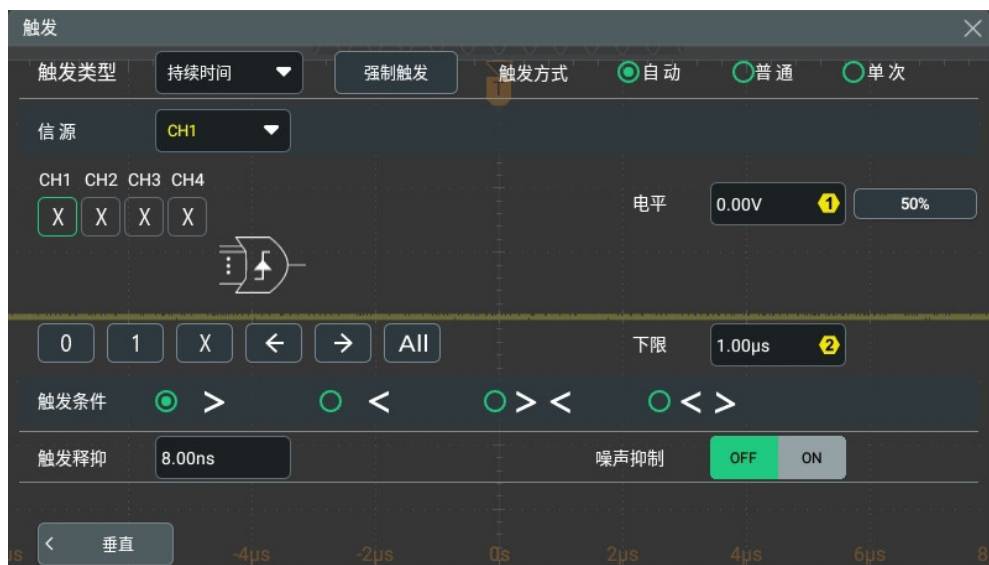 触发
触发类型 持续时间 强制触发 触发方式 自动 普通 单次
信源 CH1
CH1 CH2 CH3 CH4
X X X X
电平 0.00V 1 50%
0 1 X ← → All
下限 1.00µs 2
触发条件 > < > < < >
触发释抑 8.00ns 噪声抑制 OFF ON
< 垂直
-4µs -2µs 0s 2µs 4µs 6µs 8